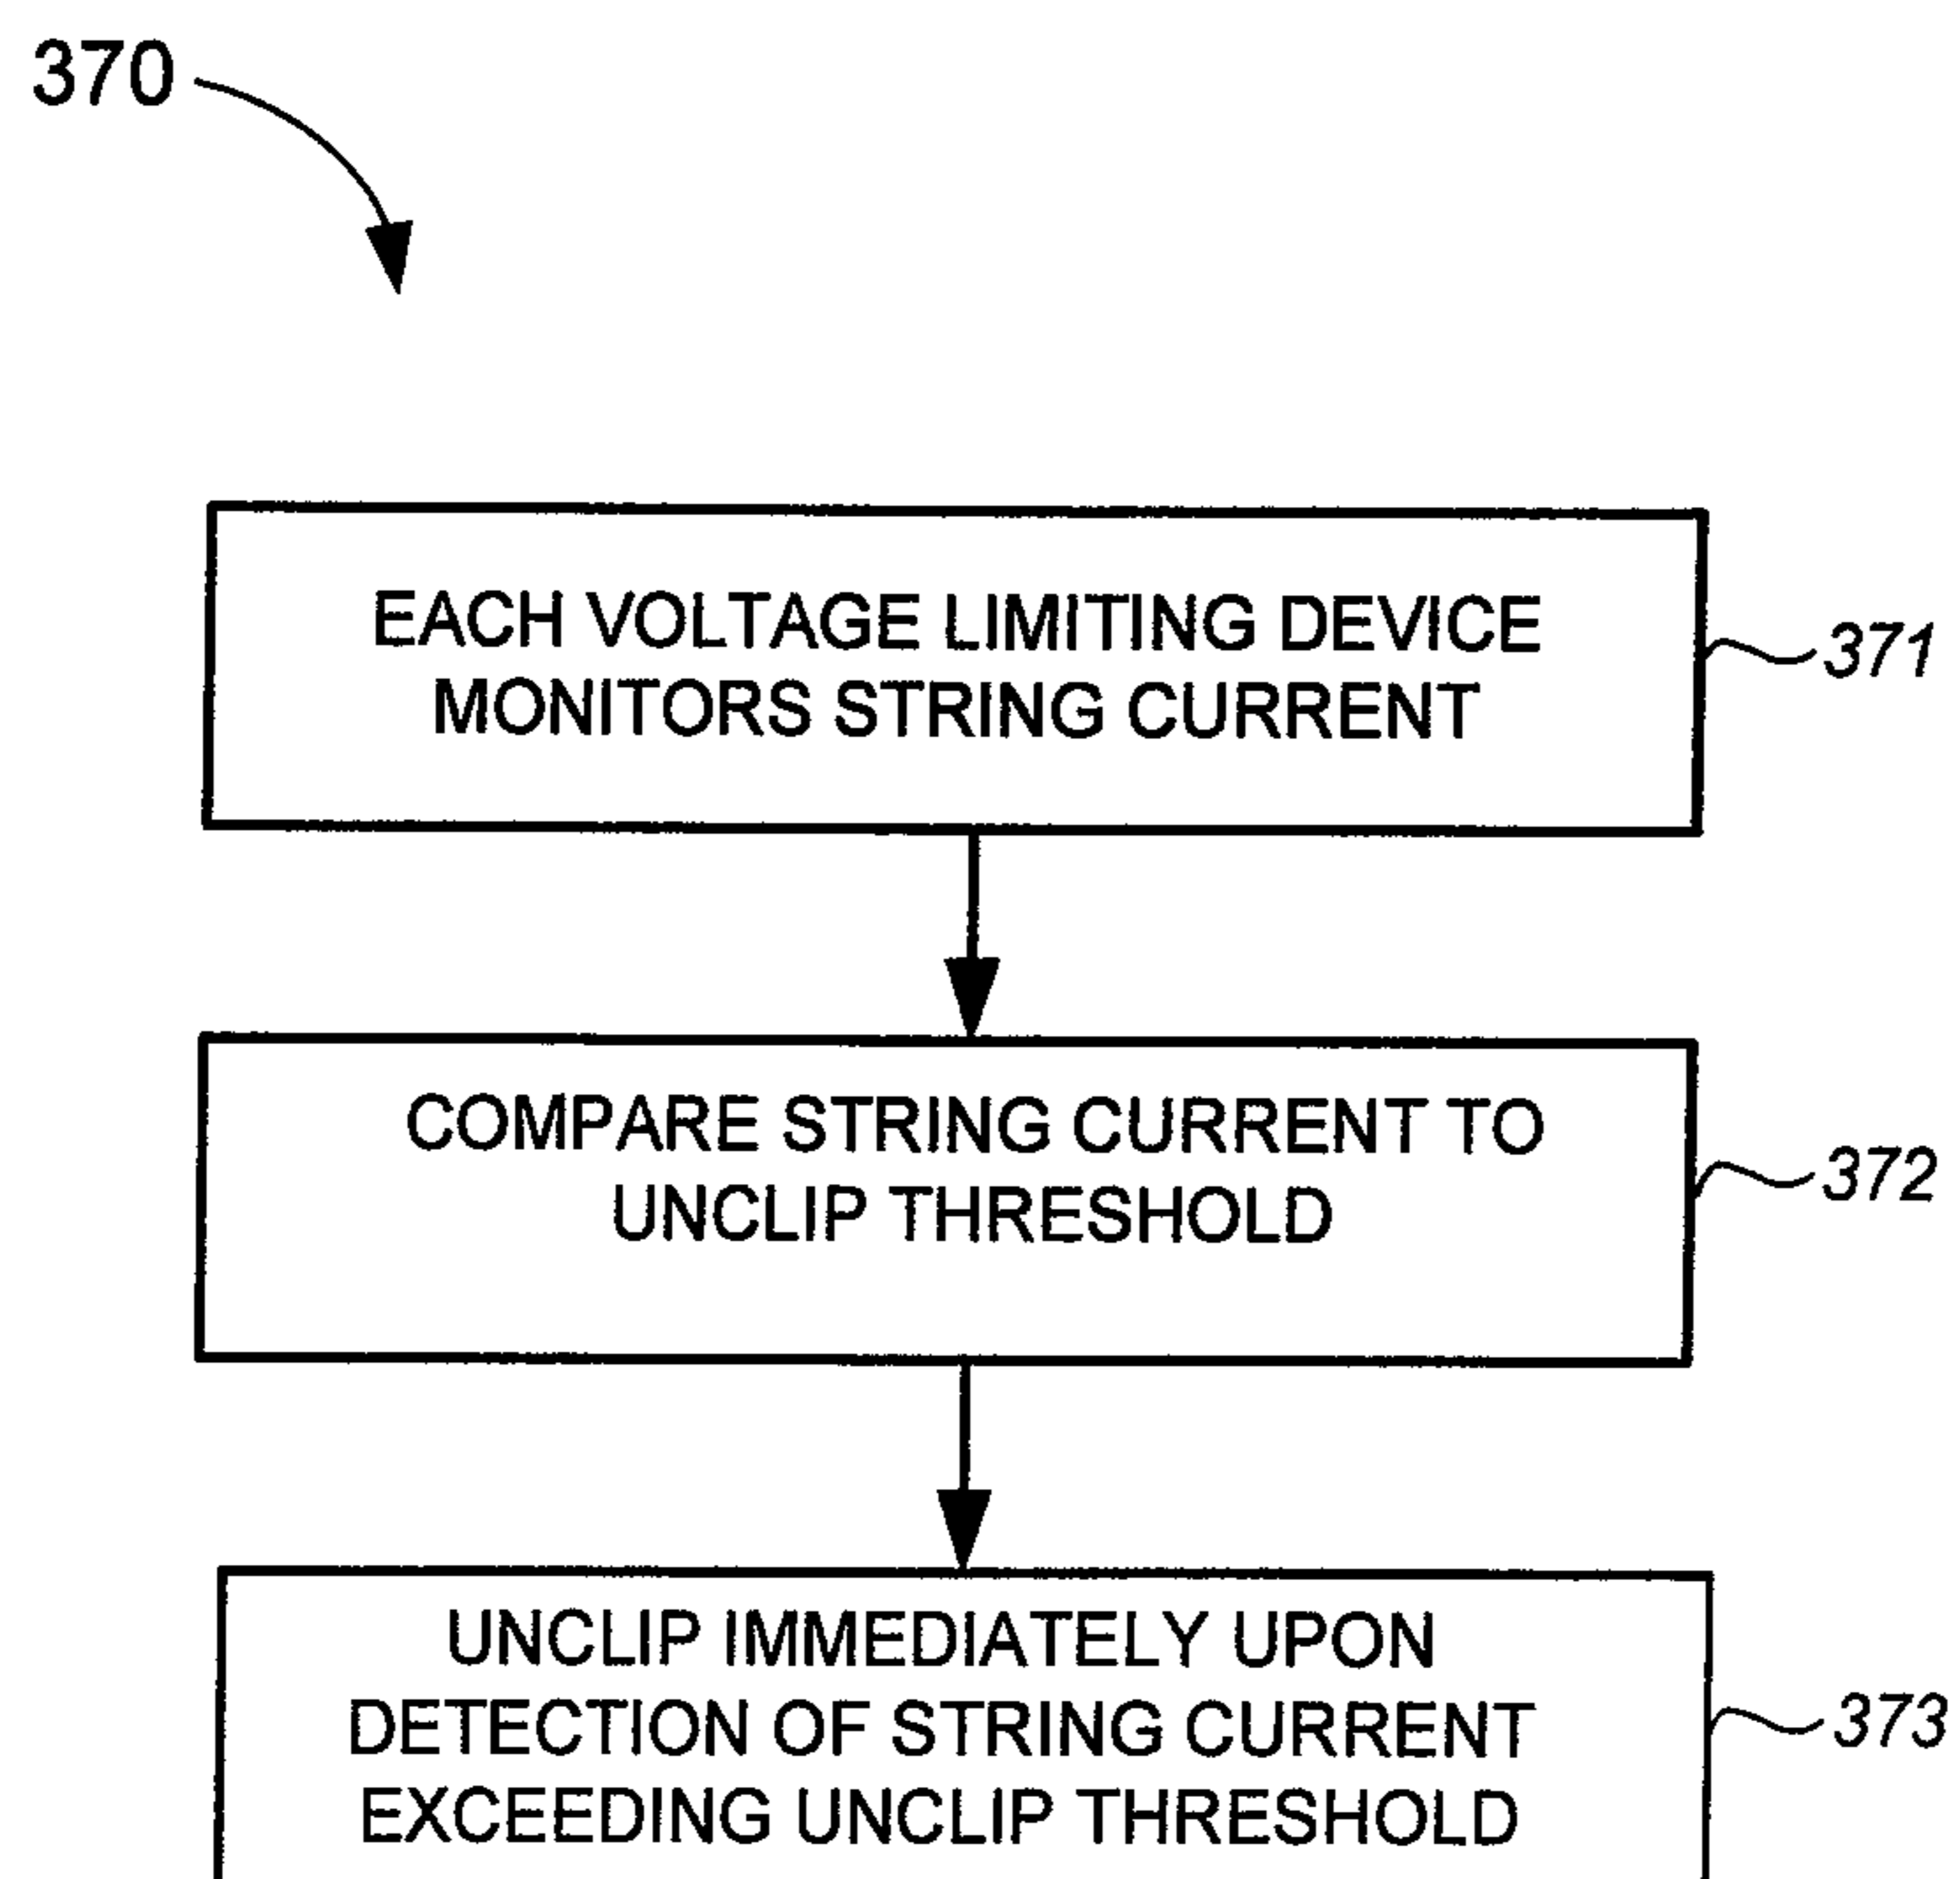 370
EACH VOLTAGE LIMITING DEVICE
MONITORS STRING CURRENT
371
COMPARE STRING CURRENT TO
UNCLIP THRESHOLD
372
UNCLIP IMMEDIATELY UPON
DETECTION OF STRING CURRENT
EXCEEDING UNCLIP THRESHOLD
373